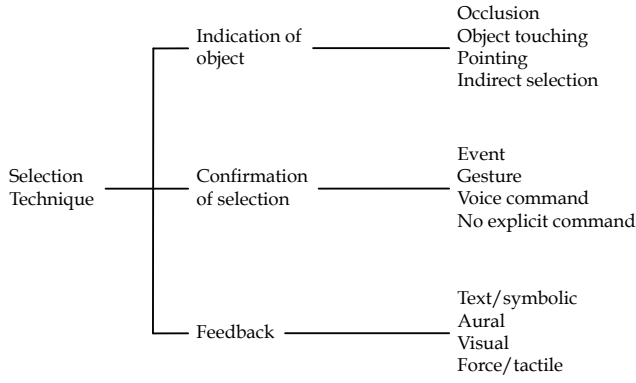 Indication of
object
Occlusion
Object touching
Pointing
Indirect selection
Selection
Technique
Confirmation
of selection
Event
Gesture
Voice command
No explicit command
Feedback
Text/symbolic
Aural
Visual
Force/tactile